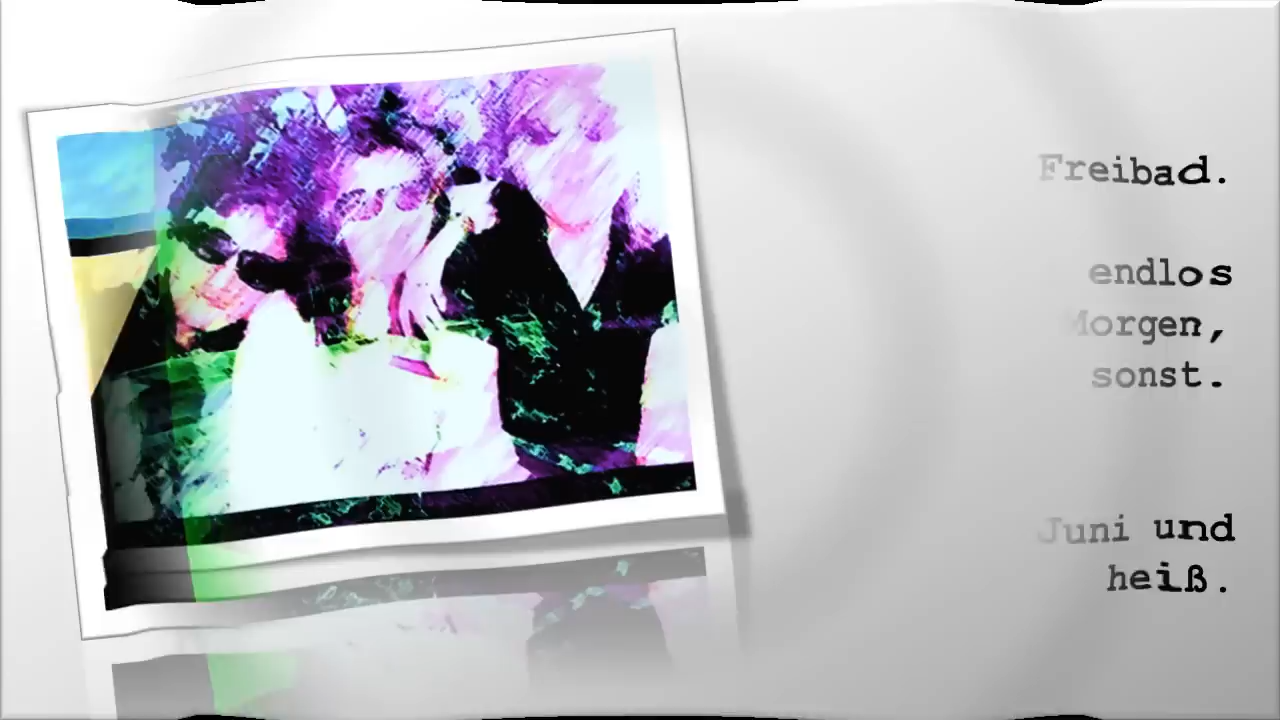 Freibad.
endlos
Morgen,
sonst.
Juni und
heiß.